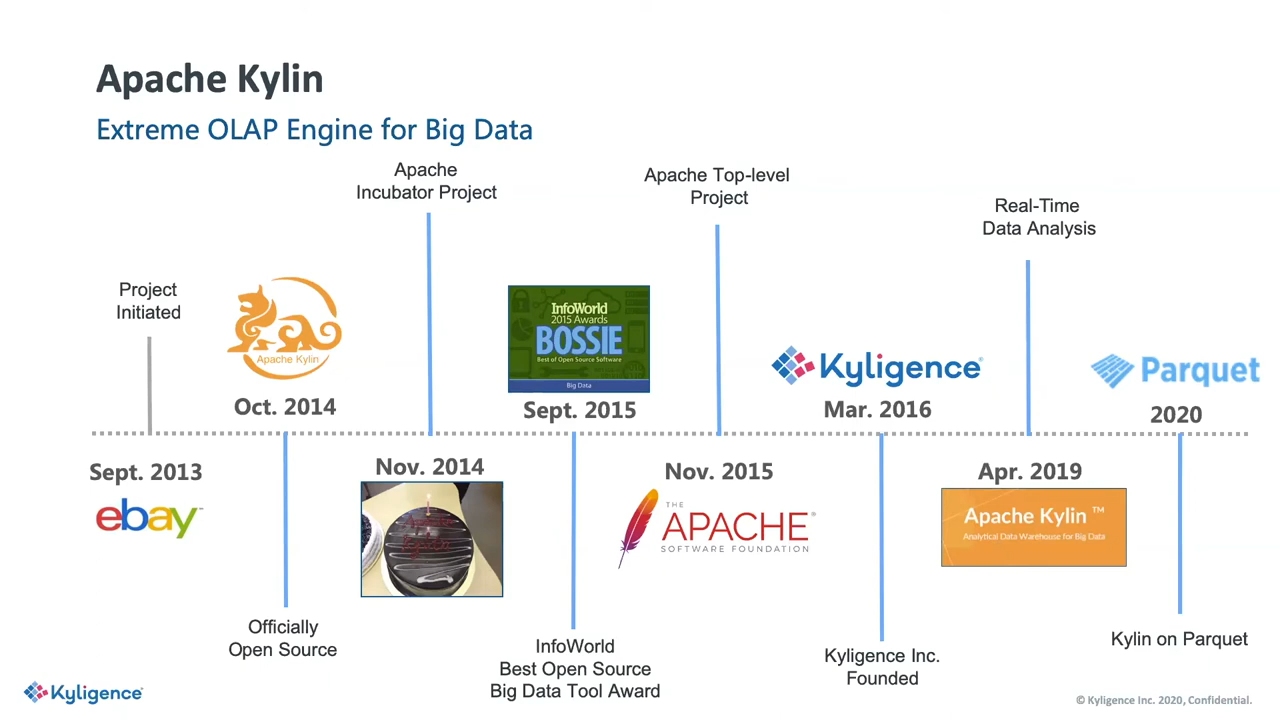 Apache Kylin
Extreme OLAP Engine for Big Data
Apache
Incubator Project
Apache Top-level
Project
Real-Time
Data Analysis
Project
Initiated
Apache Kylin
InfoWorld
2015 Awards
BOSSIE
Best of Open Source Software
Big Data
Kyligence®
Parquet
Oct. 2014
Sept. 2015
Mar. 2016
2020
Sept. 2013
Nov. 2014
Nov. 2015
Apr. 2019
ebay™
THE
APACHE®
SOFTWARE FOUNDATION
Apache Kylin ™
Analytical Data Warehouse for Big Data
Officially
Open Source
InfoWorld
Best Open Source
Big Data Tool Award
Kyligence Inc.
Founded
Kylin on Parquet
Kyligence®
© Kyligence Inc. 2020, Confidential.